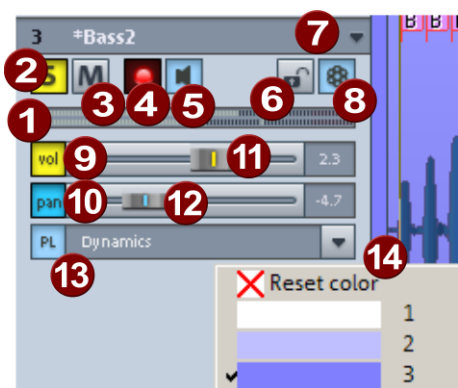 3 *Bass2 7 B B B
2 S M
3 4 5 6 8
1
vol 9 11 2.3
pan 10 12 -4.7
PL Dynamics
13 14
Reset color
1
2
3